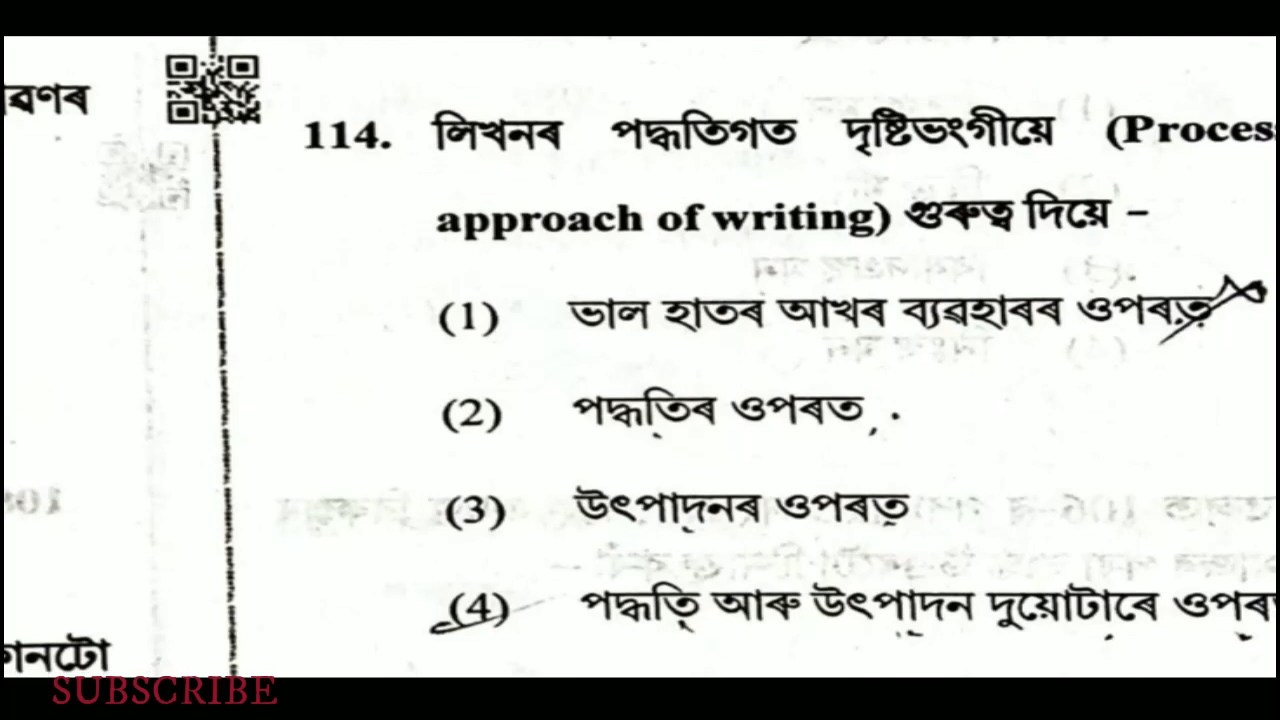 114. লিখনৰ পদ্ধতিগত দৃষ্টিভংগীয়ে (Proces
approach of writing) গুৰুত্ব দিয়ে –
(1) ভাল হাতৰ আখৰ ব্যৱহাৰৰ ওপৰত
(2) পদ্ধতিৰ ওপৰত
(3) উৎপাদনৰ ওপৰত
(4) পদ্ধতি আৰু উৎপাদন দুয়োটাৰে ওপৰ
SUBSCRIBE